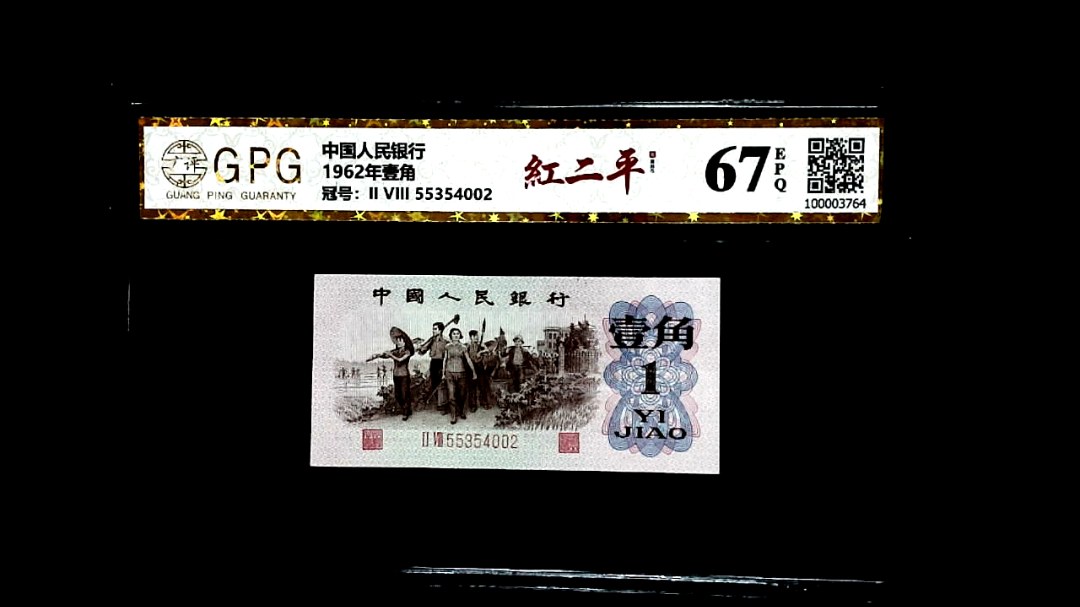 广评
GPG
GUANG PING GUARANTY
中国人民银行
1962年壹角
冠号：II VIII 55354002
紅二平
67
EPQ
100003764
中國人民銀行
壹角
1
YI
JIAO
II VIII 55354002